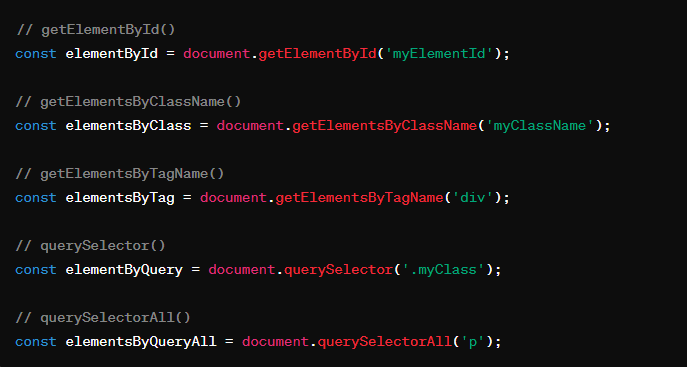 // getElementById()
const elementById = document.getElementById('myElementId');
// getElementsByClassName()
const elementsByClass = document.getElementsByClassName('myClassName');
// getElementsByTagName()
const elementsByTag = document.getElementsByTagName('div');
// querySelector()
const elementByQuery = document.querySelector('.myClass');
// querySelectorAll()
const elementsByQueryAll = document.querySelectorAll('p');